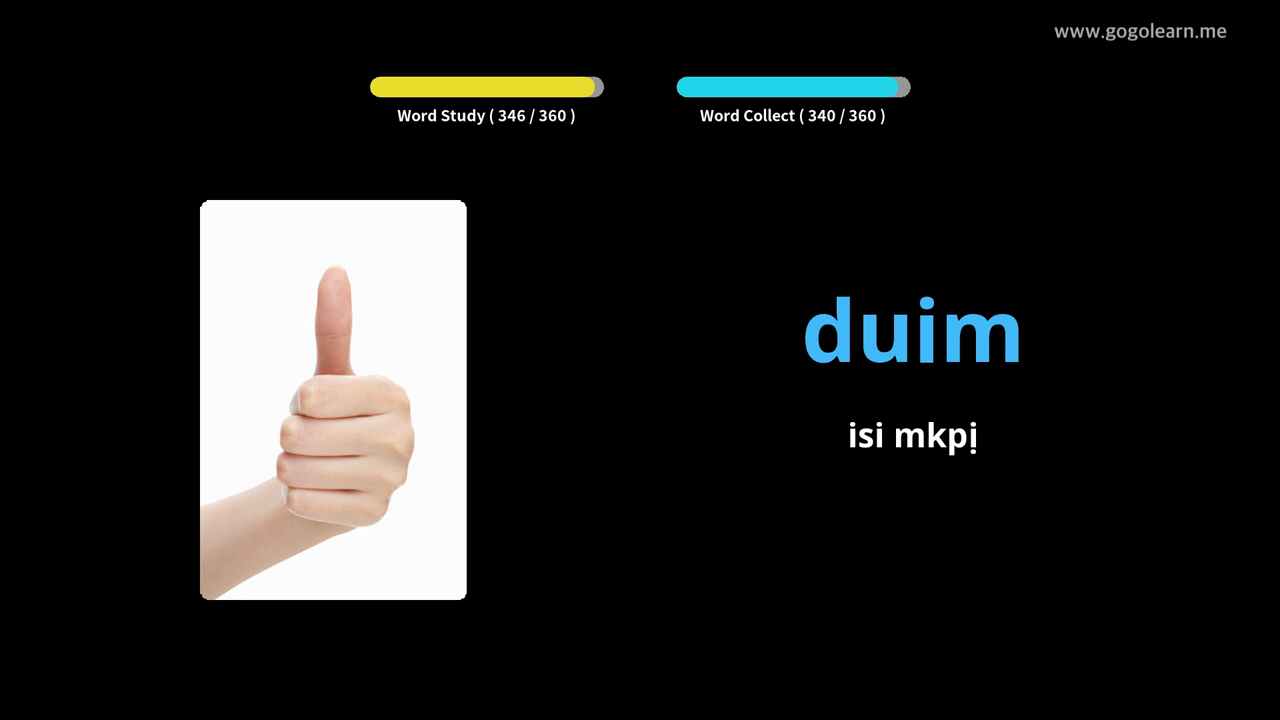 www.gogolearn.me
Word Study ( 346 / 360 )
Word Collect ( 340 / 360 )
duim
isi mkpị